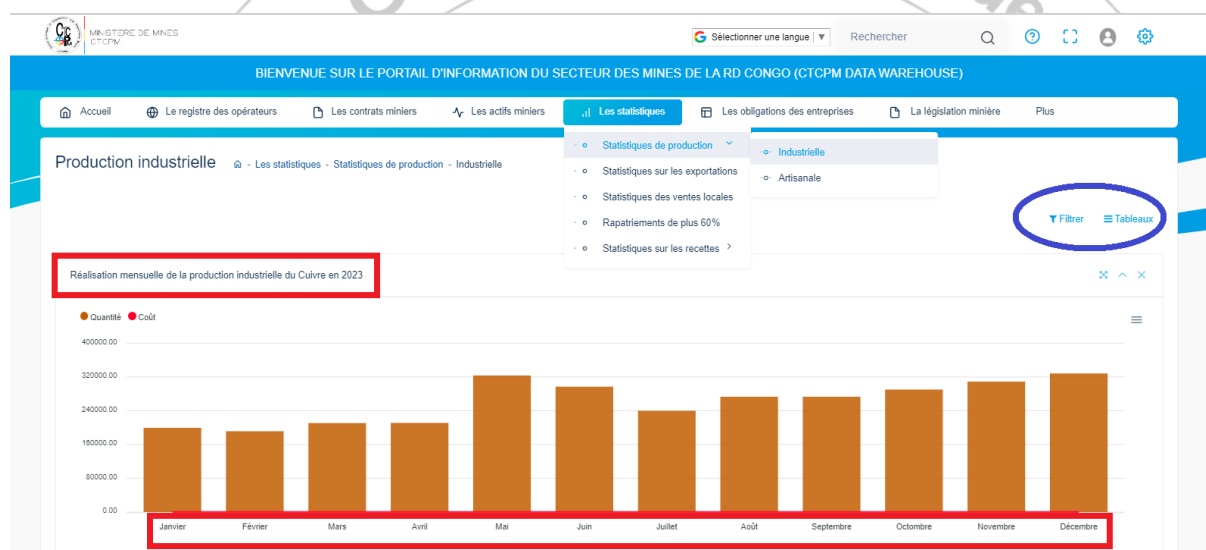 MINISTERE DE MINES
CTCPM
Sélectionner une langue
Rechercher
BIENVENUE SUR LE PORTAIL D'INFORMATION DU SECTEUR DES MINES DE LA RD CONGO (CTCPM DATA WAREHOUSE)
Accueil Le registre des opérateurs Les contrats miniers Les actifs miniers Les statistiques Les obligations des entreprises La législation minière Plus
Production industrielle - Les statistiques - Statistiques de production - Industrielle
Statistiques de production
Statistiques sur les exportations
Statistiques des ventes locales
Rapatriements de plus 60%
Statistiques sur les recettes
Industrielle
Artisanale
Filtrer Tableaux
Réalisation mensuelle de la production industrielle du Cuivre en 2023
Quantité Coût
400000.00
320000.00
240000.00
160000.00
80000.00
0.00
Janvier Février Mars Avril Mai Juin Juillet Août Septembre Octombre Novembre Décembre